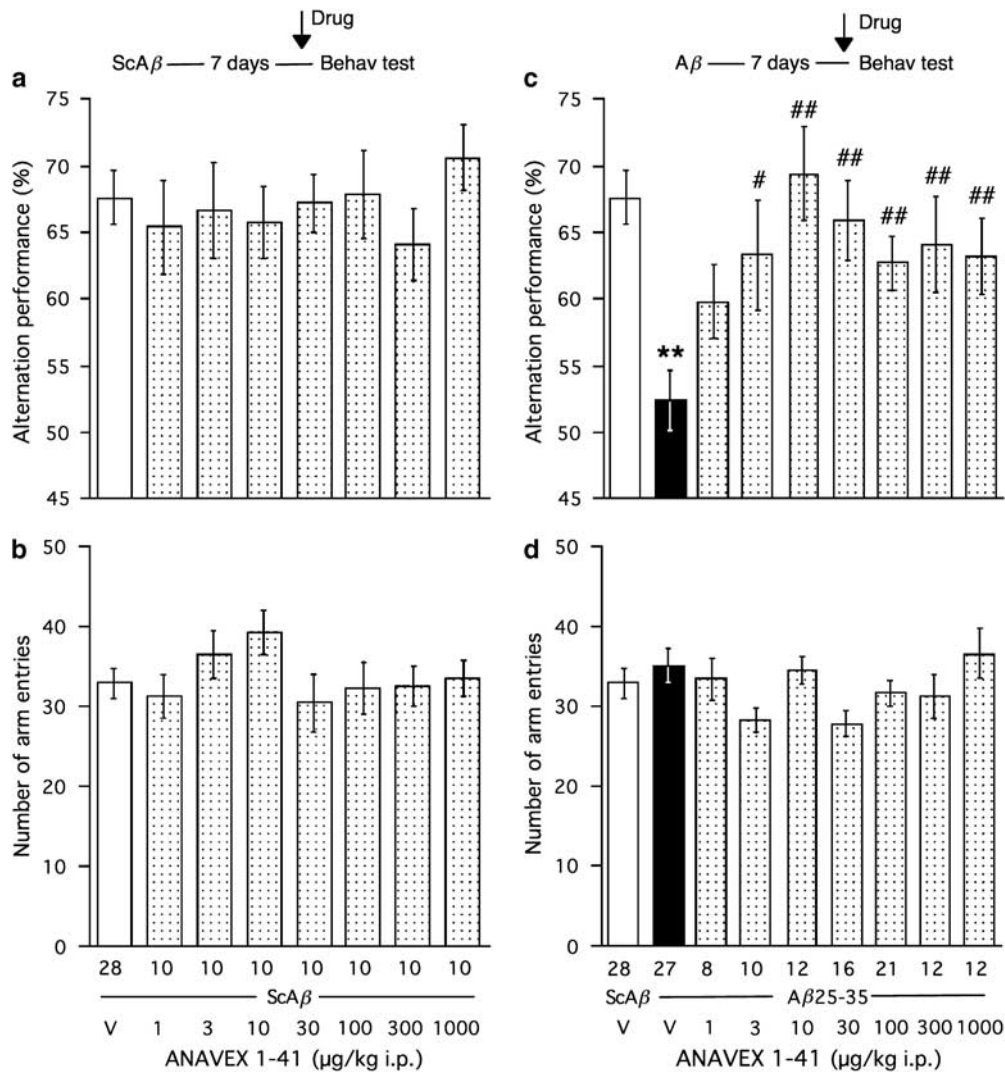 Drug
ScAβ — 7 days — Behav test
a
75
70
65
60
55
50
45
Alternation performance (%)
b
50
40
30
20
10
0
Number of arm entries
28 10 10 10 10 10 10 10
ScAβ
V 1 3 10 30 100 300 1000
ANAVEX 1-41 (µg/kg i.p.)
Drug
Aβ — 7 days — Behav test
c
75
70
65
60
55
50
45
Alternation performance (%)
**
#
##
##
##
##
##
d
50
40
30
20
10
0
Number of arm entries
28 27 8 10 12 16 21 12 12
ScAβ Aβ25-35
V V 1 3 10 30 100 300 1000
ANAVEX 1-41 (µg/kg i.p.)